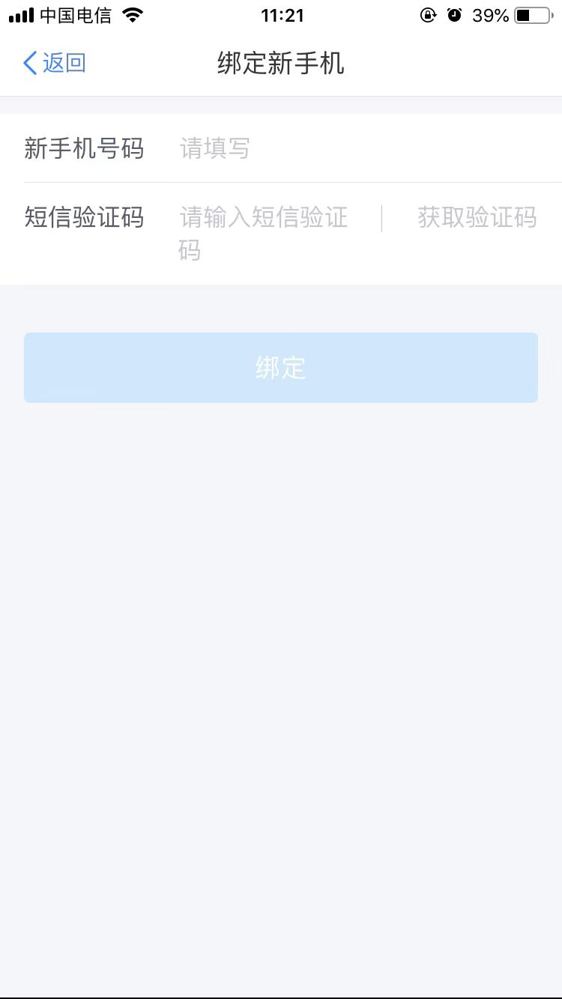 中国电信 11:21 39%
返回 绑定新手机
新手机号码 请填写
短信验证码 请输入短信验证 获取验证码
码
绑定